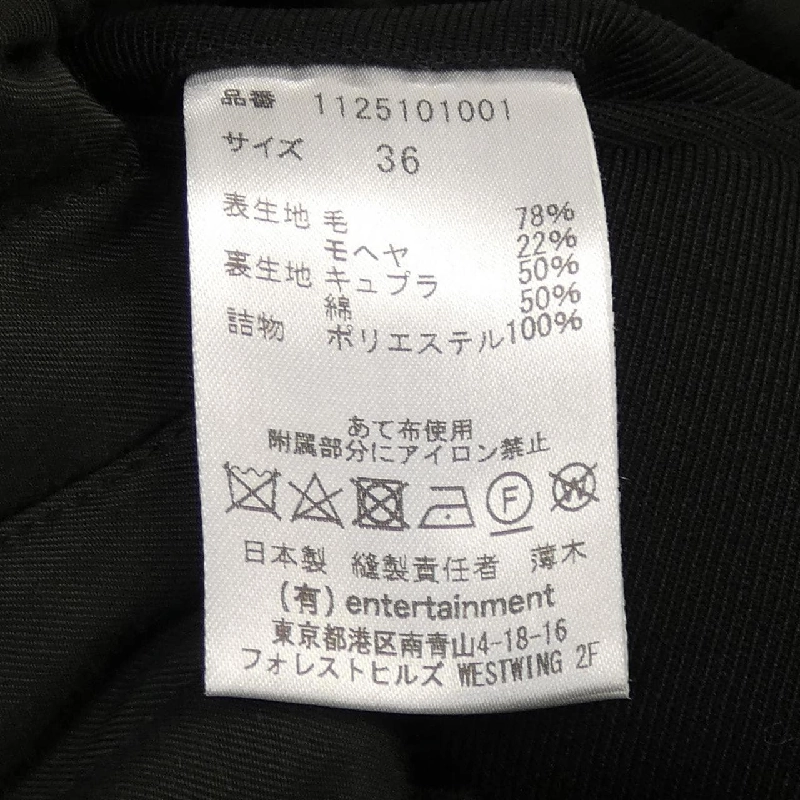 品番 1125101001
サイズ 36
表生地 毛 78%
モヘヤ 22%
裏生地 キュプラ 50%
綿 50%
詰物 ポリエステル 100%
あて布使用
附属部分にアイロン禁止
F W
日本製 縫製責任者 薄木
(有) entertainment
東京都港区南青山4-18-16
フォレストヒルズ WESTWING 2F